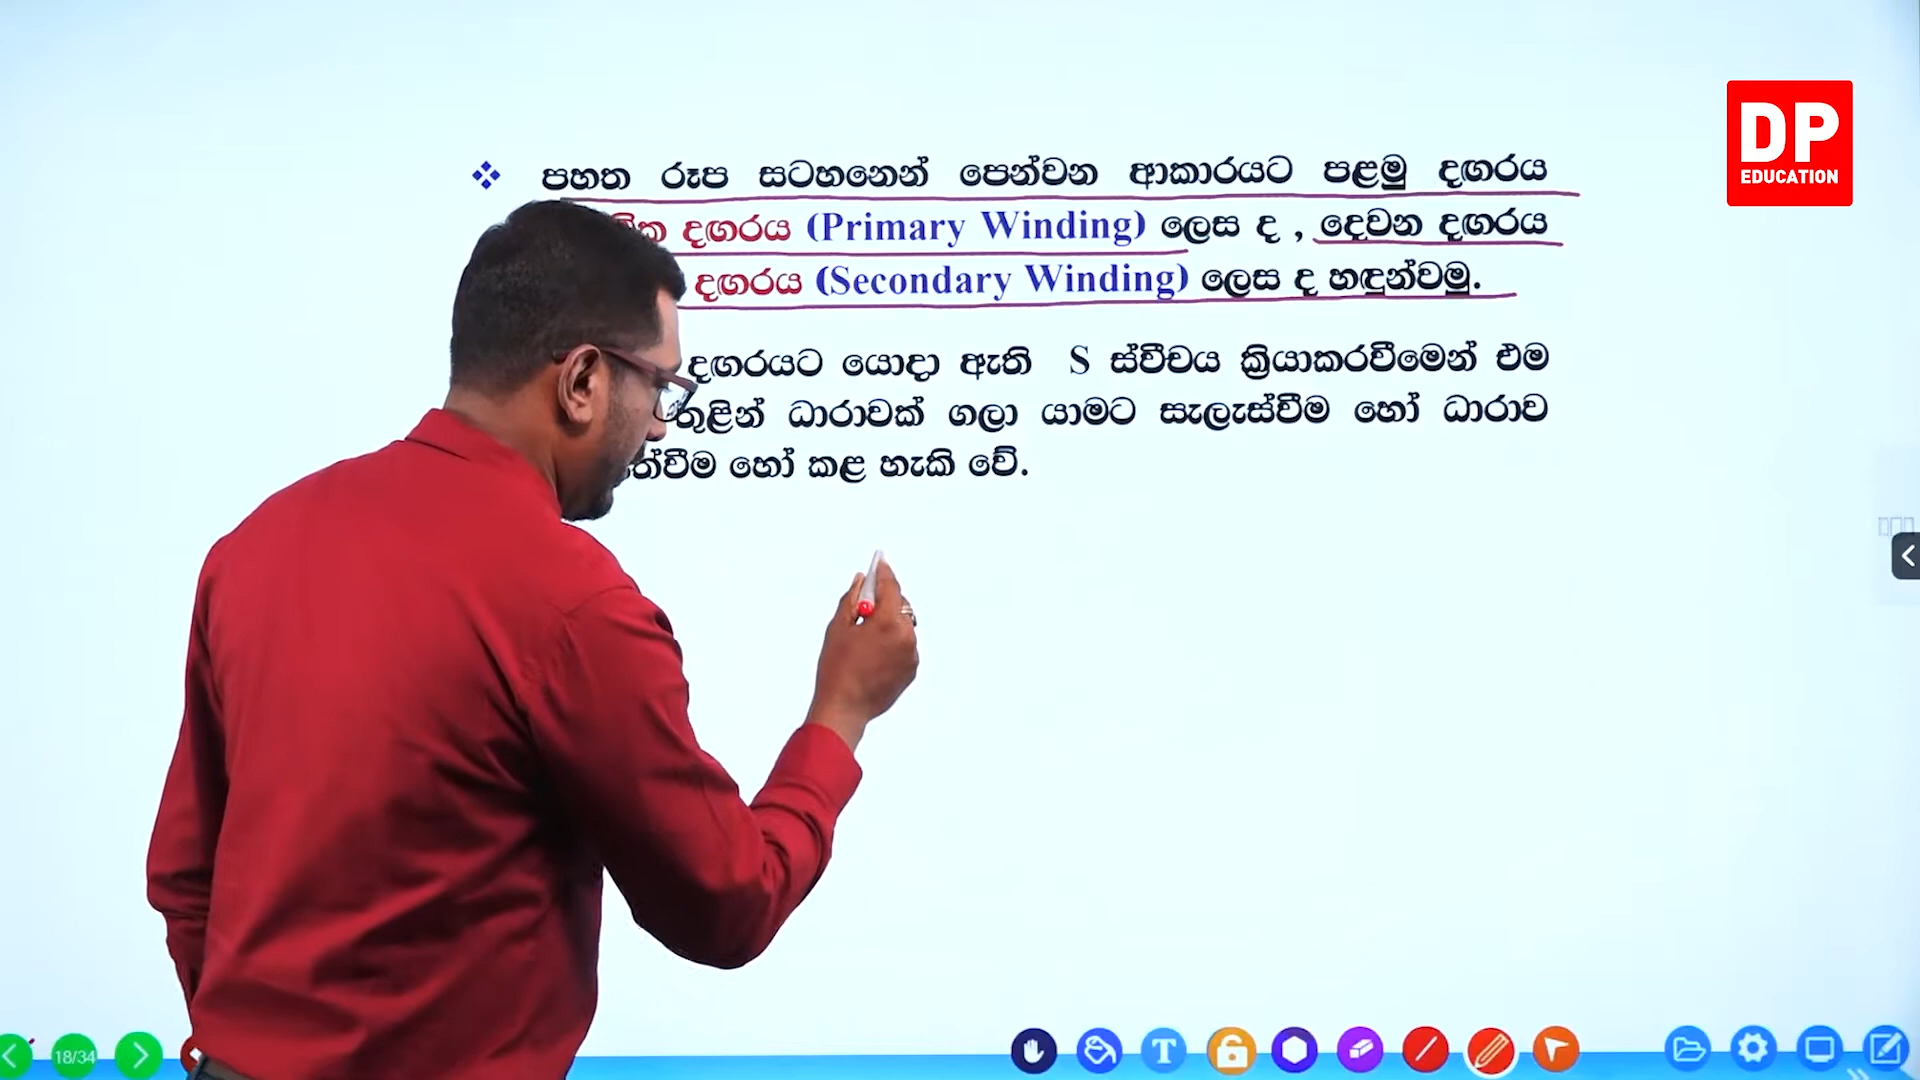 DP
EDUCATION
❖ පහත රූප සටහනෙන් පෙන්වන ආකාරයට පළමු දඟරය
දඟරය (Primary Winding) ලෙස ද , දෙවන දඟරය
දඟරය (Secondary Winding) ලෙස ද හඳුන්වමු.
දඟරයට යොදා ඇති S ස්වීචය ක්‍රියාකරවීමෙන් එම
තුළින් ධාරාවක් ගලා යාමට සැලැස්වීම හෝ ධාරාව
හෝ කළ හැකි වේ.
18/34